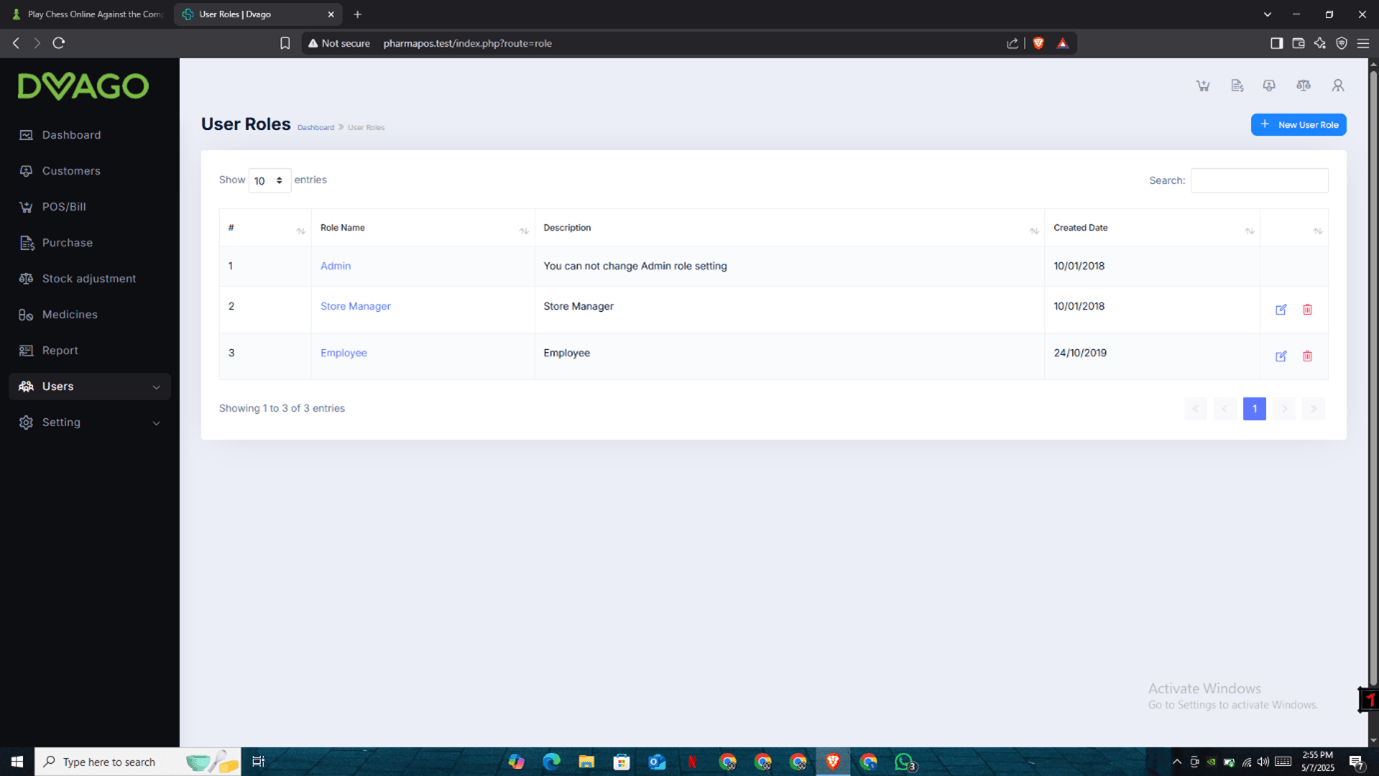 Play Chess Online Against the Comp
User Roles | Dvago
Not secure pharmapos.test/index.php?route=role
DVAGO
Dashboard
Customers
POS/Bill
Purchase
Stock adjustment
Medicines
Report
Users
Setting
User Roles Dashboard User Roles
New User Role
Show 10 entries
Search:
# Role Name Description Created Date
1 Admin You can not change Admin role setting 10/01/2018
2 Store Manager Store Manager 10/01/2018
3 Employee Employee 24/10/2019
Showing 1 to 3 of 3 entries
« ‹ 1 › »
Activate Windows
Go to Settings to activate Windows.
Type here to search
3
2:55 PM
5/7/2025
7